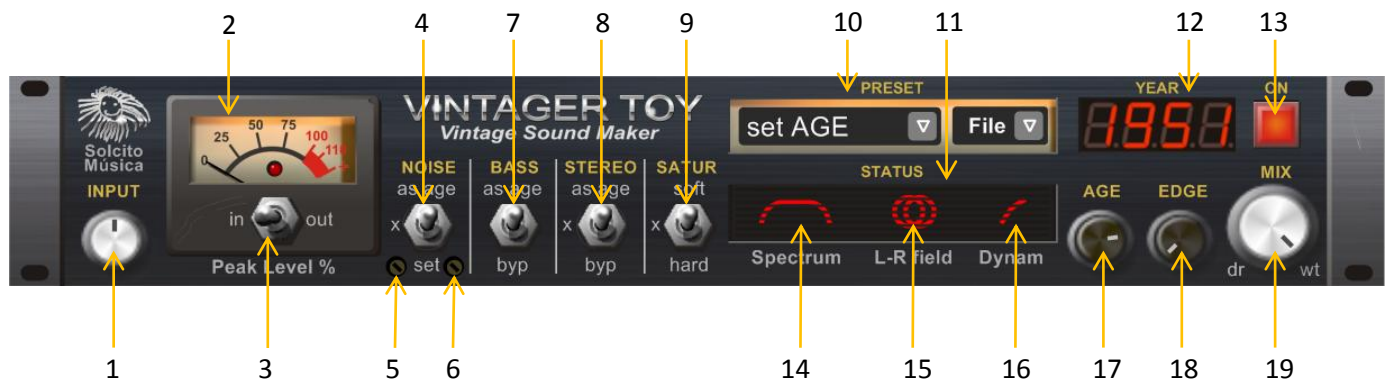 2 4 7 8 9 10 11 12 13
Solcito
Música
INPUT
0 25 50 75 100 110 +
in out
Peak Level %
VINTAGER TOY
Vintage Sound Maker
NOISE BASS STEREO SATUR
as age as age as age soft
x x x
set byp byp hard
PRESET
set AGE File
STATUS
Spectrum L-R field Dynam
YEAR ON
1951
AGE EDGE MIX
dr wt
1 3 5 6 14 15 16 17 18 19